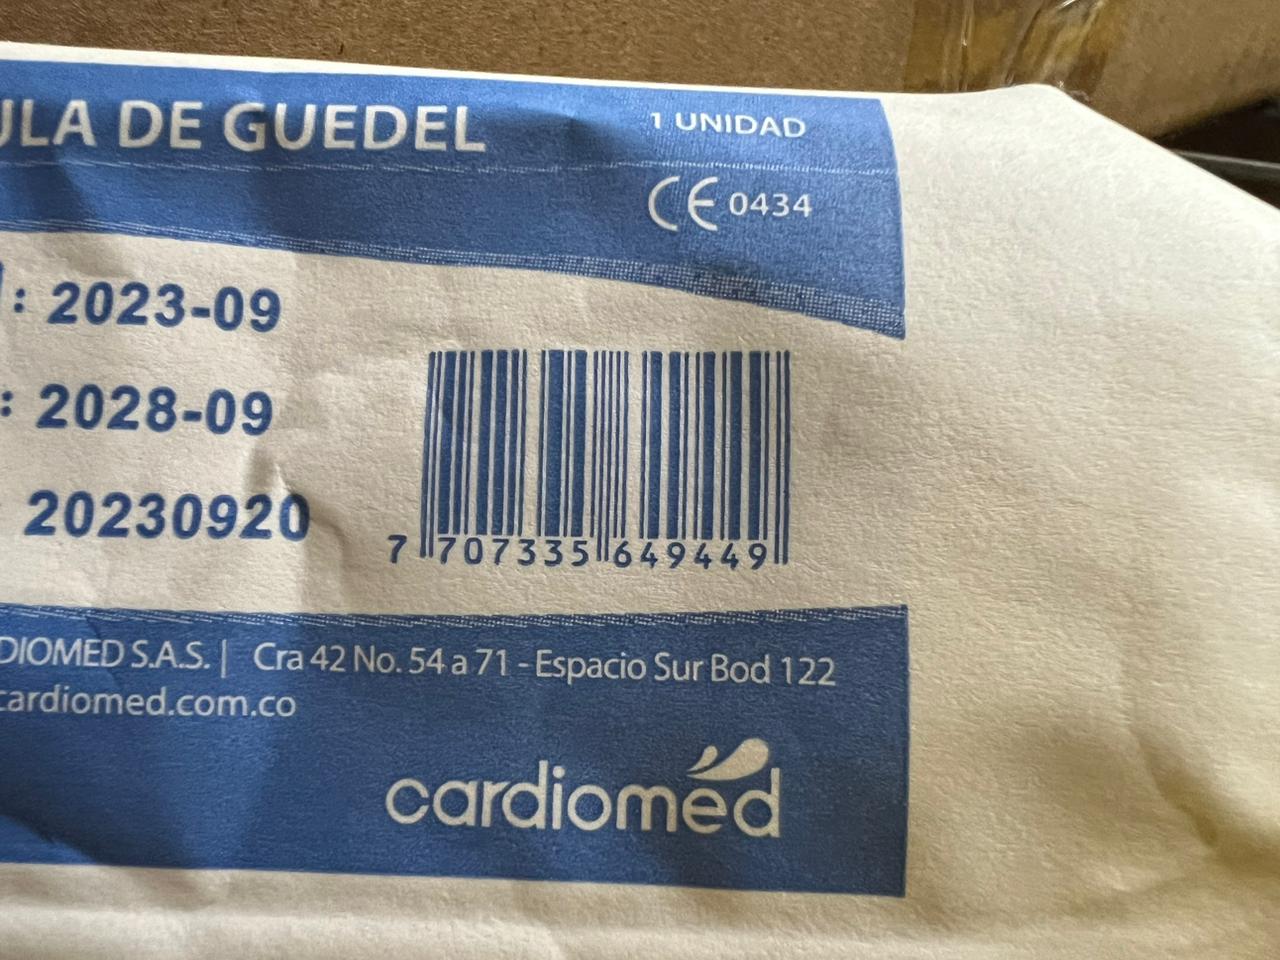 ULA DE GUEDEL
1 UNIDAD
CE 0434
: 2023-09
: 2028-09
20230920
7 707335 649449
DIOMED S.A.S. | Cra 42 No. 54 a 71 - Espacio Sur Bod 122
cardiomed.com.co
cardiomed